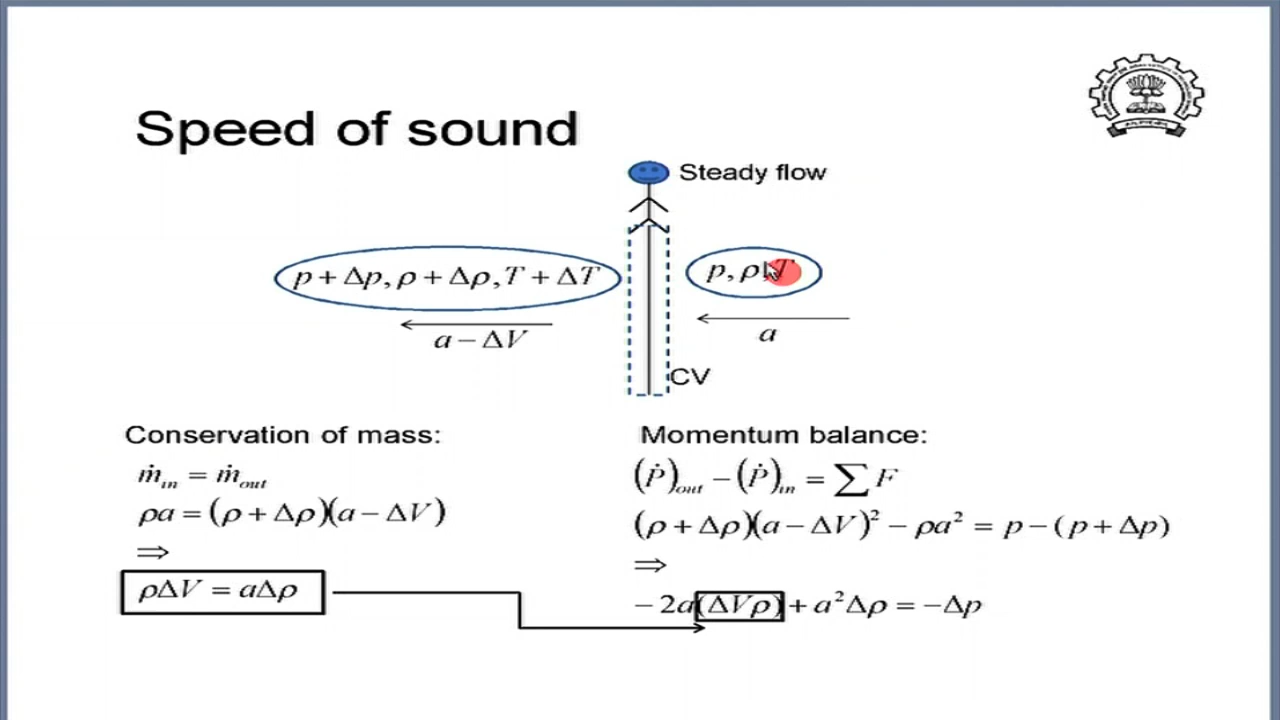 Speed of sound
Steady flow
p + Δp, ρ + Δρ, T + ΔT
p, ρ, T
a − ΔV
a
CV
Conservation of mass:
ṁ_in = ṁ_out
ρa = (ρ + Δρ)(a − ΔV)
⇒
ρΔV = aΔρ
Momentum balance:
(Ṗ)_out − (Ṗ)_in = ∑ F
(ρ + Δρ)(a − ΔV)² − ρa² = p − (p + Δp)
⇒
− 2a(ΔVρ) + a²Δρ = −Δp